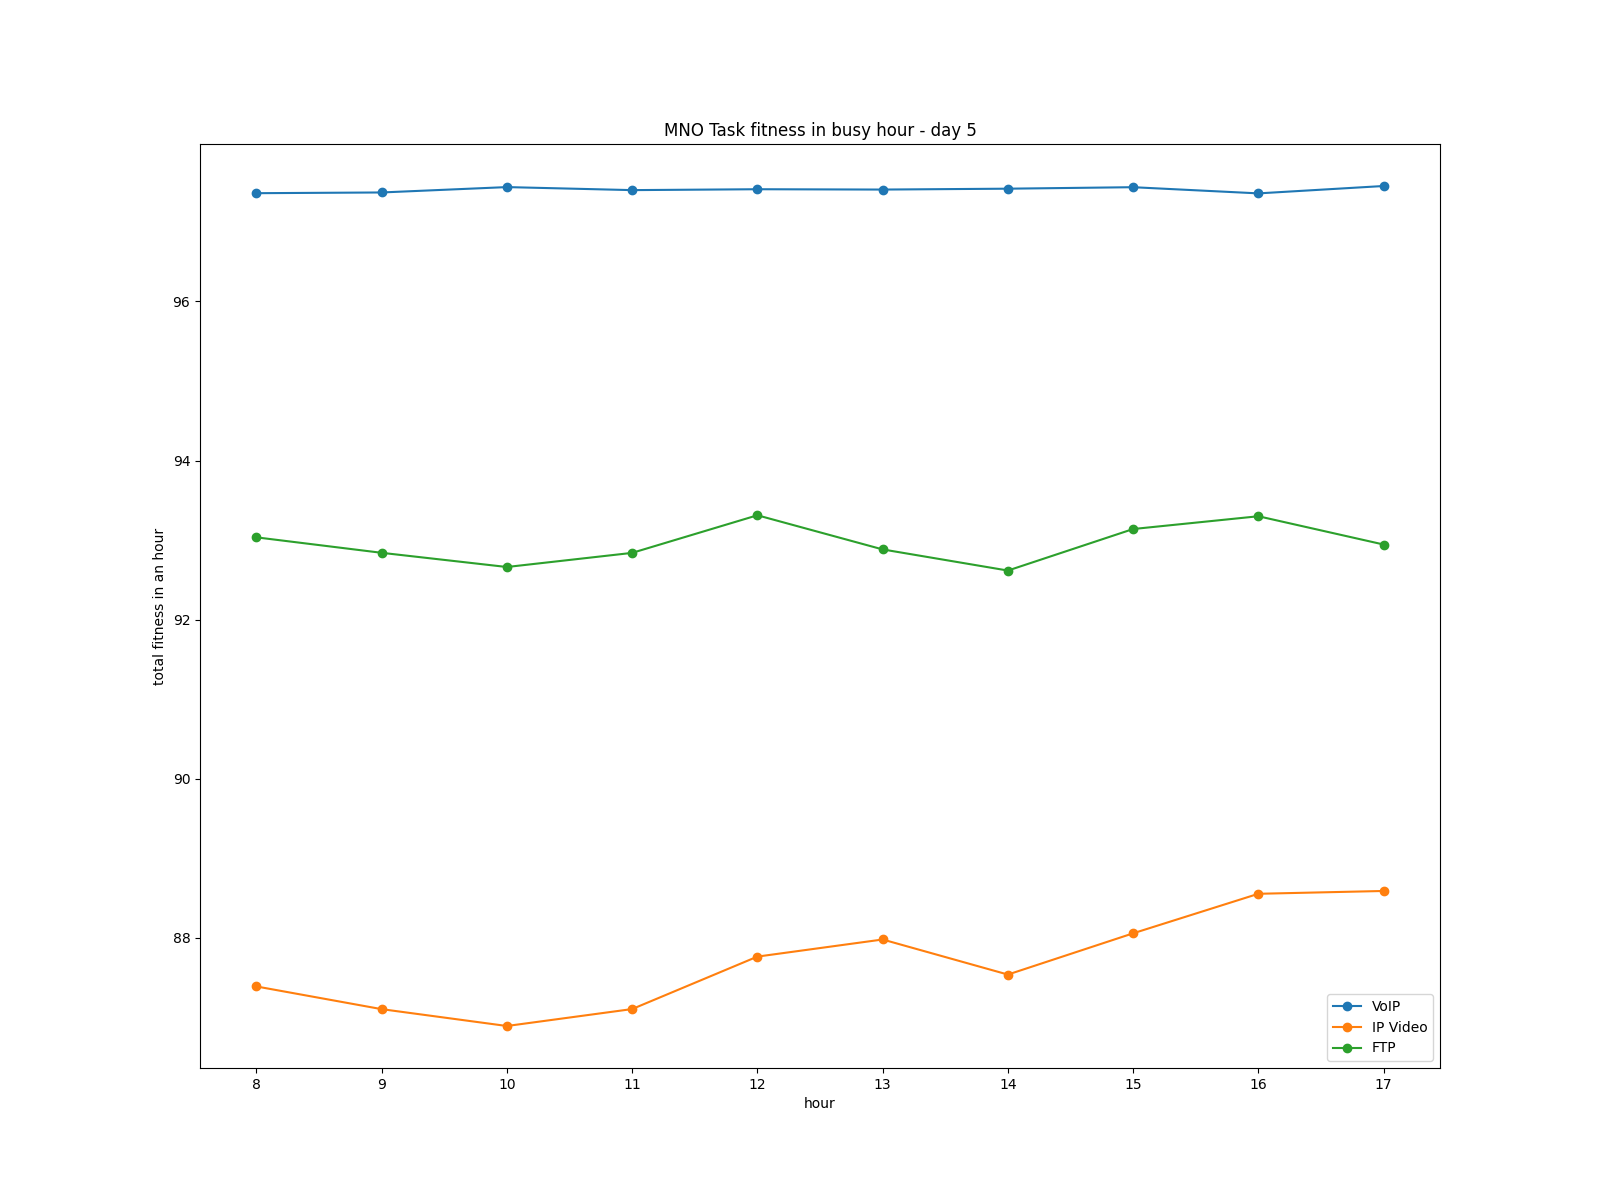 MNO Task fitness in busy hour - day 5
total fitness in an hour
96
94
92
90
88
8 9 10 11 12 13 14 15 16 17
hour
VoIP
IP Video
FTP